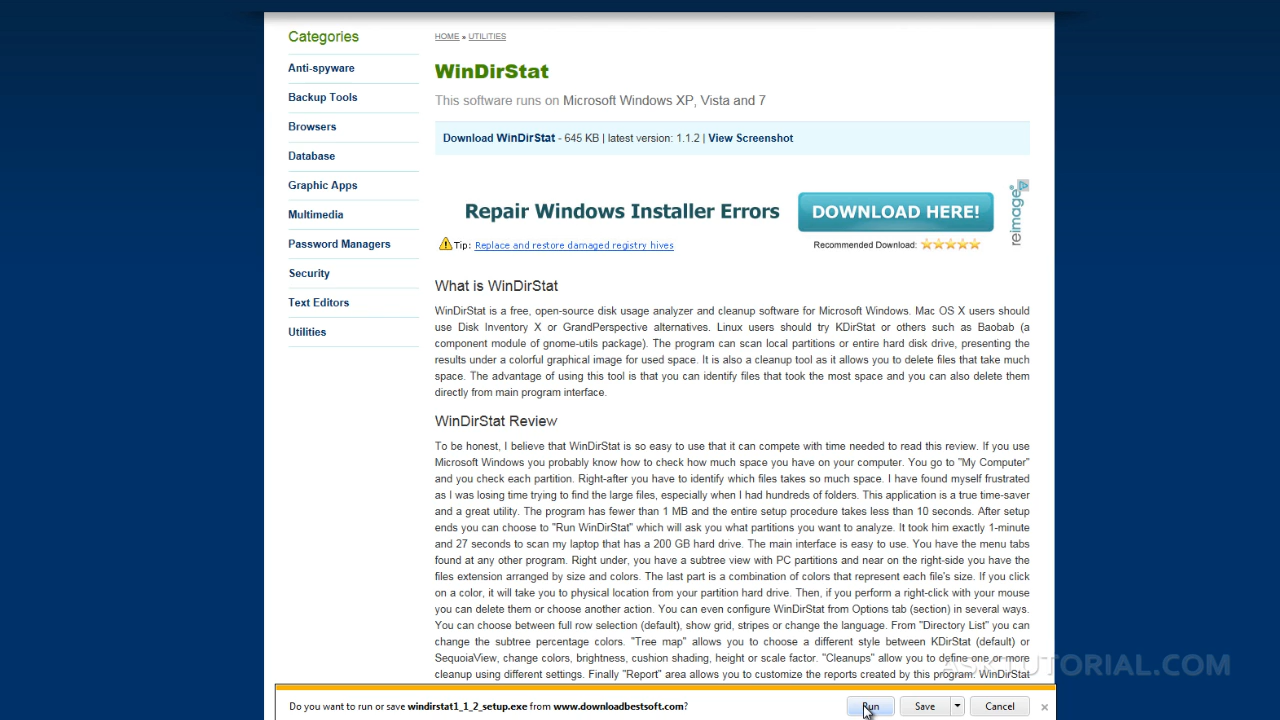 Categories
Anti-spyware
Backup Tools
Browsers
Database
Graphic Apps
Multimedia
Password Managers
Security
Text Editors
Utilities
HOME » UTILITIES
WinDirStat
This software runs on Microsoft Windows XP, Vista and 7
Download WinDirStat - 645 KB | latest version: 1.1.2 | View Screenshot
Repair Windows Installer Errors
DOWNLOAD HERE!
Tip: Replace and restore damaged registry hives
Recommended Download:
reimage
What is WinDirStat
WinDirStat is a free, open-source disk usage analyzer and cleanup software for Microsoft Windows. Mac OS X users should
use Disk Inventory X or GrandPerspective alternatives. Linux users should try KDirStat or others such as Baobab (a
component module of gnome-utils package). The program can scan local partitions or entire hard disk drive, presenting the
results under a colorful graphical image for used space. It is also a cleanup tool as it allows you to delete files that take much
space. The advantage of using this tool is that you can identify files that took the most space and you can also delete them
directly from main program interface.
WinDirStat Review
To be honest, I believe that WinDirStat is so easy to use that it can compete with time needed to read this review. If you use
Microsoft Windows you probably know how to check how much space you have on your computer. You go to "My Computer"
and you check each partition. Right-after you have to identify which files takes so much space. I have found myself frustrated
as I was losing time trying to find the large files, especially when I had hundreds of folders. This application is a true time-saver
and a great utility. The program has fewer than 1 MB and the entire setup procedure takes less than 10 seconds. After setup
ends you can choose to "Run WinDirStat" which will ask you what partitions you want to analyze. It took him exactly 1-minute
and 27 seconds to scan my laptop that has a 200 GB hard drive. The main interface is easy to use. You have the menu tabs
found at any other program. Right under, you have a subtree view with PC partitions and near on the right-side you have the
files extension arranged by size and colors. The last part is a combination of colors that represent each file's size. If you click
on a color, it will take you to physical location from your partition hard drive. Then, if you perform a right-click with your mouse
you can delete them or choose another action. You can even configure WinDirStat from Options tab (section) in several ways.
You can choose between full row selection (default), show grid, stripes or change the language. From "Directory List" you can
change the subtree percentage colors. "Tree map" allows you to choose a different style between KDirStat (default) or
SequoiaView, change colors, brightness, cushion shading, height or scale factor. "Cleanups" allow you to define one or more
cleanup using different settings. Finally "Report" area allows you to customize the reports created by this program. WinDirStat
ASKTUTORIAL.COM
Do you want to run or save windirstat1_1_2_setup.exe from www.downloadbestsoft.com?
Run
Save
Cancel